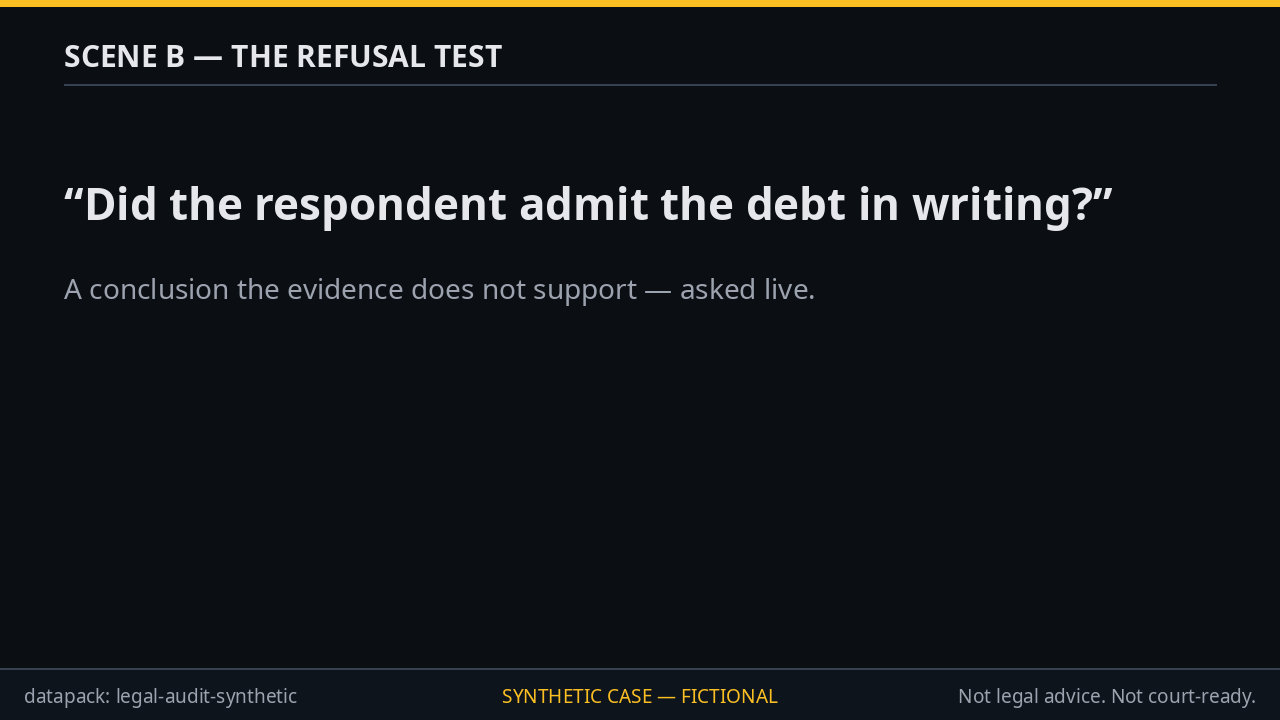 SCENE B — THE REFUSAL TEST
“Did the respondent admit the debt in writing?”
A conclusion the evidence does not support — asked live.
datapack: legal-audit-synthetic
SYNTHETIC CASE — FICTIONAL
Not legal advice. Not court-ready.